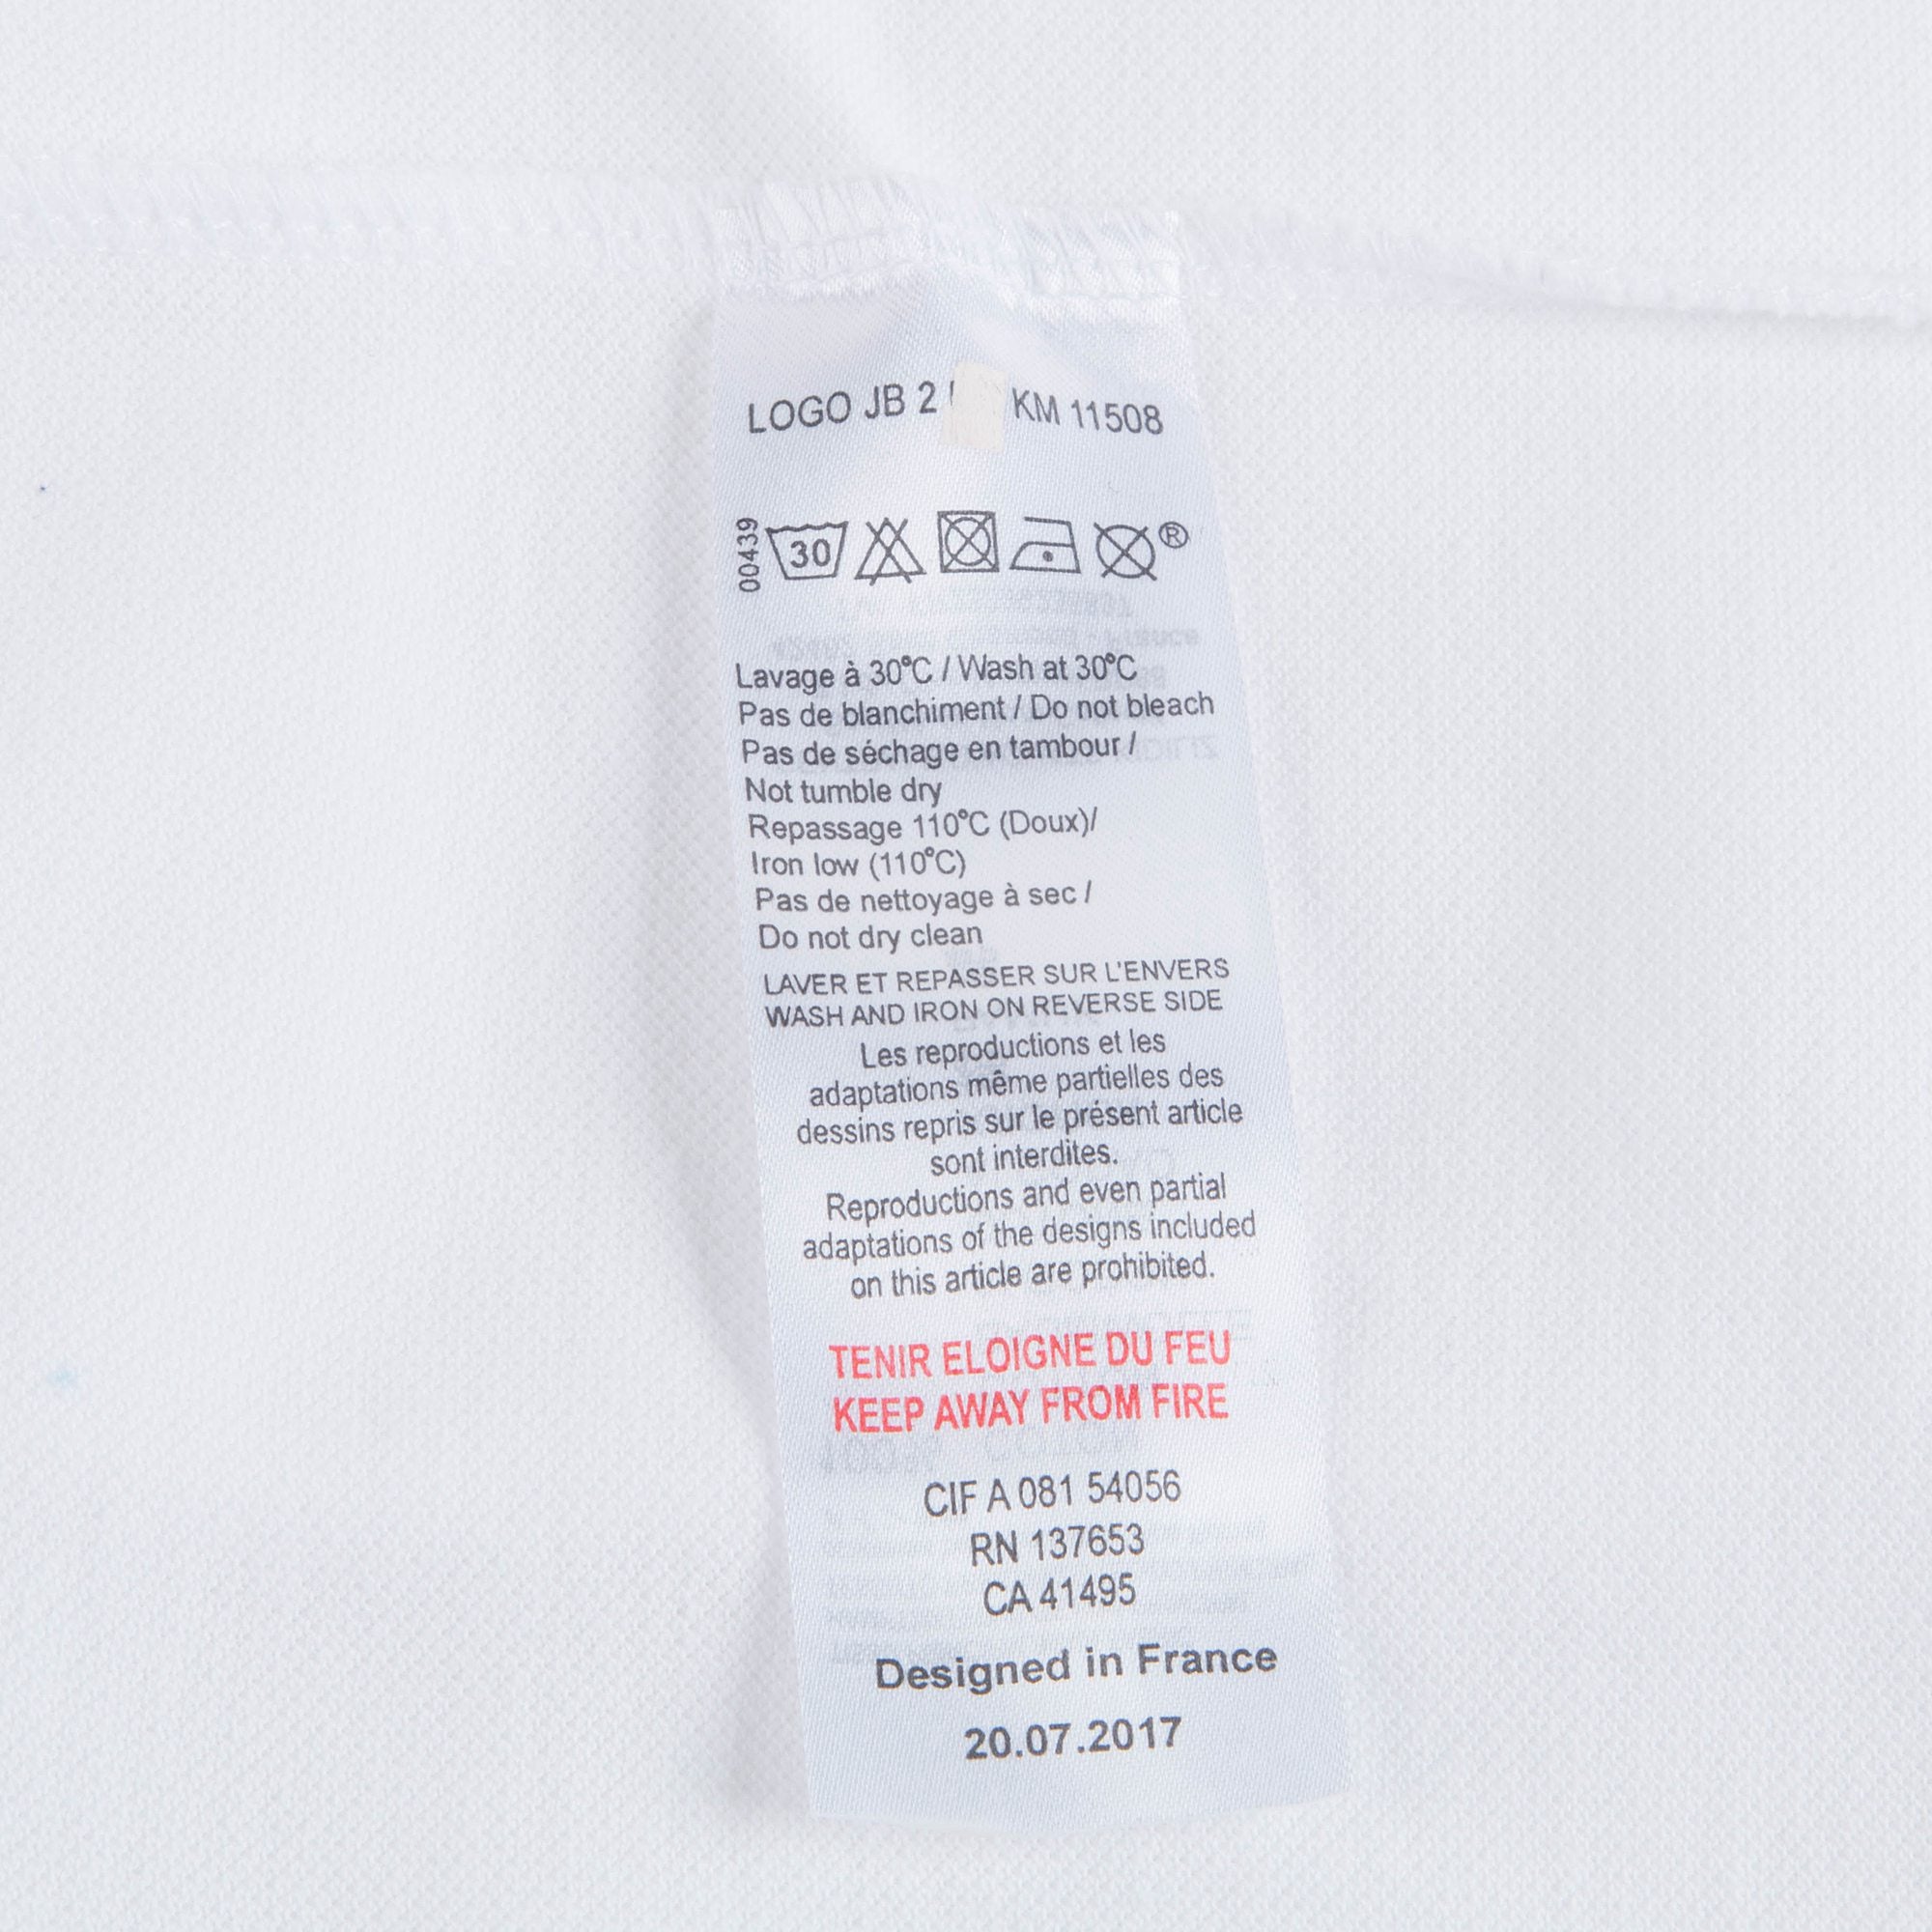 LOGO JB 2 KM 11508
00439
30 ®
Lavage à 30°C / Wash at 30°C
Pas de blanchiment / Do not bleach
Pas de séchage en tambour /
Not tumble dry
Repassage 110°C (Doux)/
Iron low (110°C)
Pas de nettoyage à sec /
Do not dry clean
LAVER ET REPASSER SUR L'ENVERS
WASH AND IRON ON REVERSE SIDE
Les reproductions et les
adaptations même partielles des
dessins repris sur le présent article
sont interdites.
Reproductions and even partial
adaptations of the designs included
on this article are prohibited.
TENIR ELOIGNE DU FEU
KEEP AWAY FROM FIRE
CIF A 081 54056
RN 137653
CA 41495
Designed in France
20.07.2017